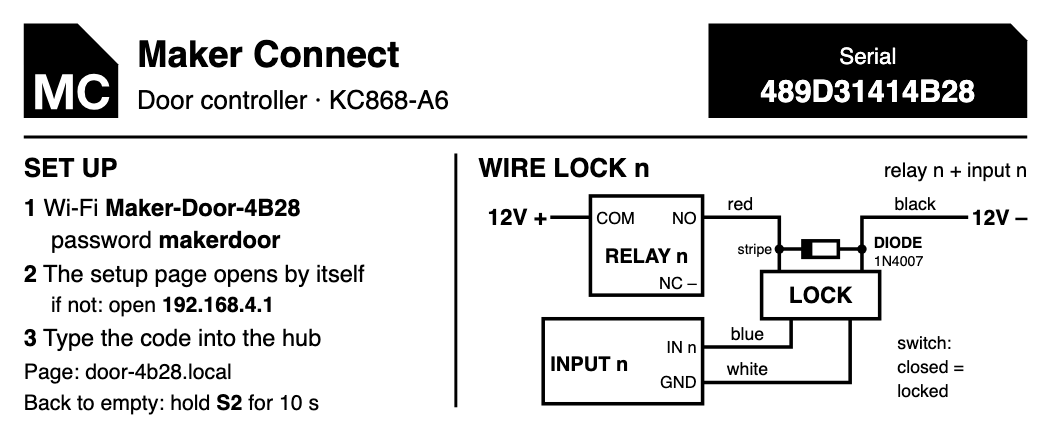 MC
Maker Connect
Door controller · KC868-A6
Serial
489D31414B28
SET UP
1 Wi-Fi Maker-Door-4B28
password makerdoor
2 The setup page opens by itself
if not: open 192.168.4.1
3 Type the code into the hub
Page: door-4b28.local
Back to empty: hold S2 for 10 s
WIRE LOCK n
relay n + input n
12V +
COM
NO
RELAY n
NC –
red
black
12V –
stripe
DIODE
1N4007
LOCK
INPUT n
IN n
GND
blue
white
switch:
closed =
locked